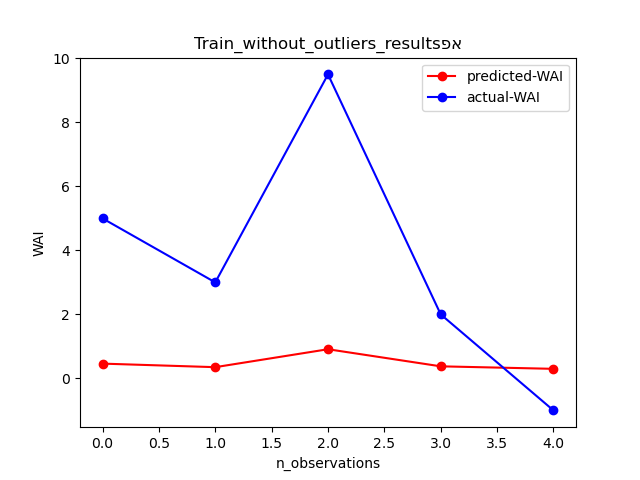 Train_without_outliers_resultsאפ
predicted-WAI
actual-WAI
10
8
6
4
2
0
WAI
0.0 0.5 1.0 1.5 2.0 2.5 3.0 3.5 4.0
n_observations